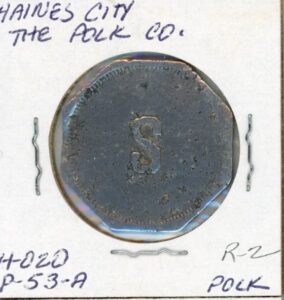 HAINES CITY
THE POLK CO.
S
H-020 R-2
P-53-A POLK